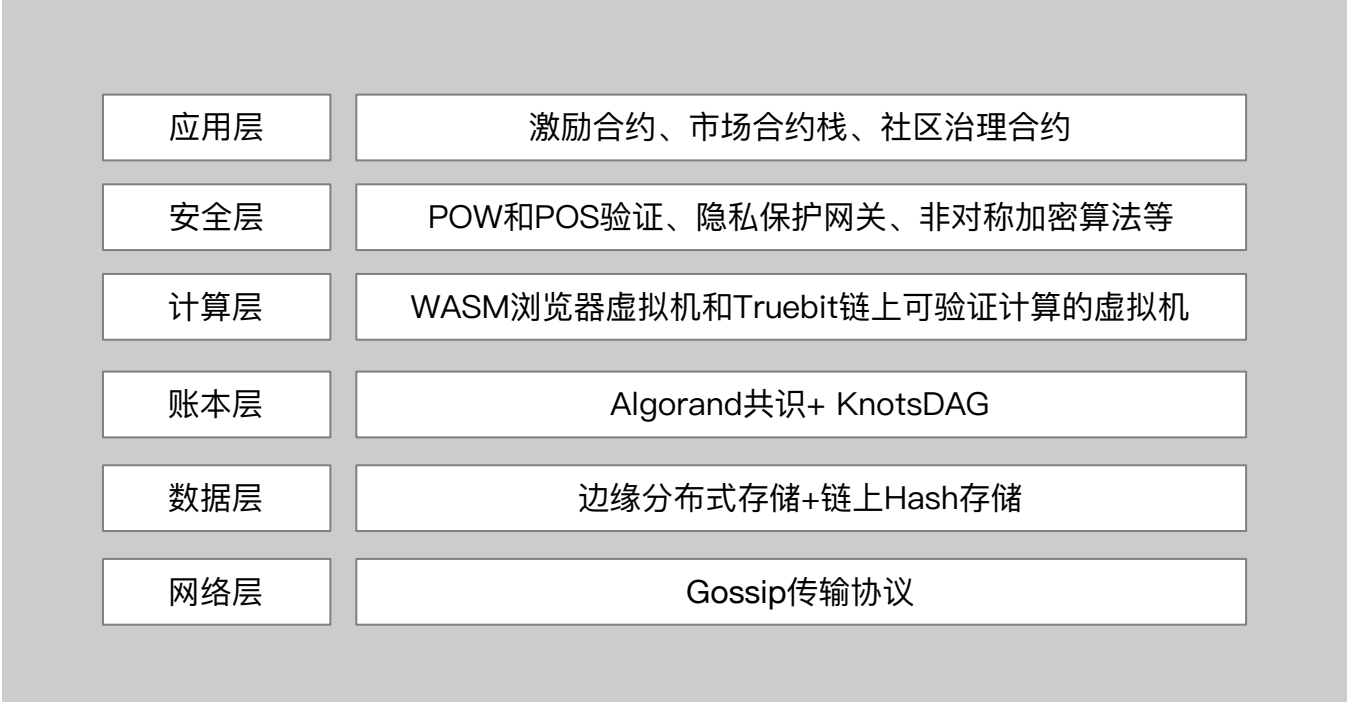 应用层 激励合约、市场合约栈、社区治理合约
安全层 POW和POS验证、隐私保护网关、非对称加密算法等
计算层 WASM浏览器虚拟机和Truebit链上可验证计算的虚拟机
账本层 Algorand共识+ KnotsDAG
数据层 边缘分布式存储+链上Hash存储
网络层 Gossip传输协议